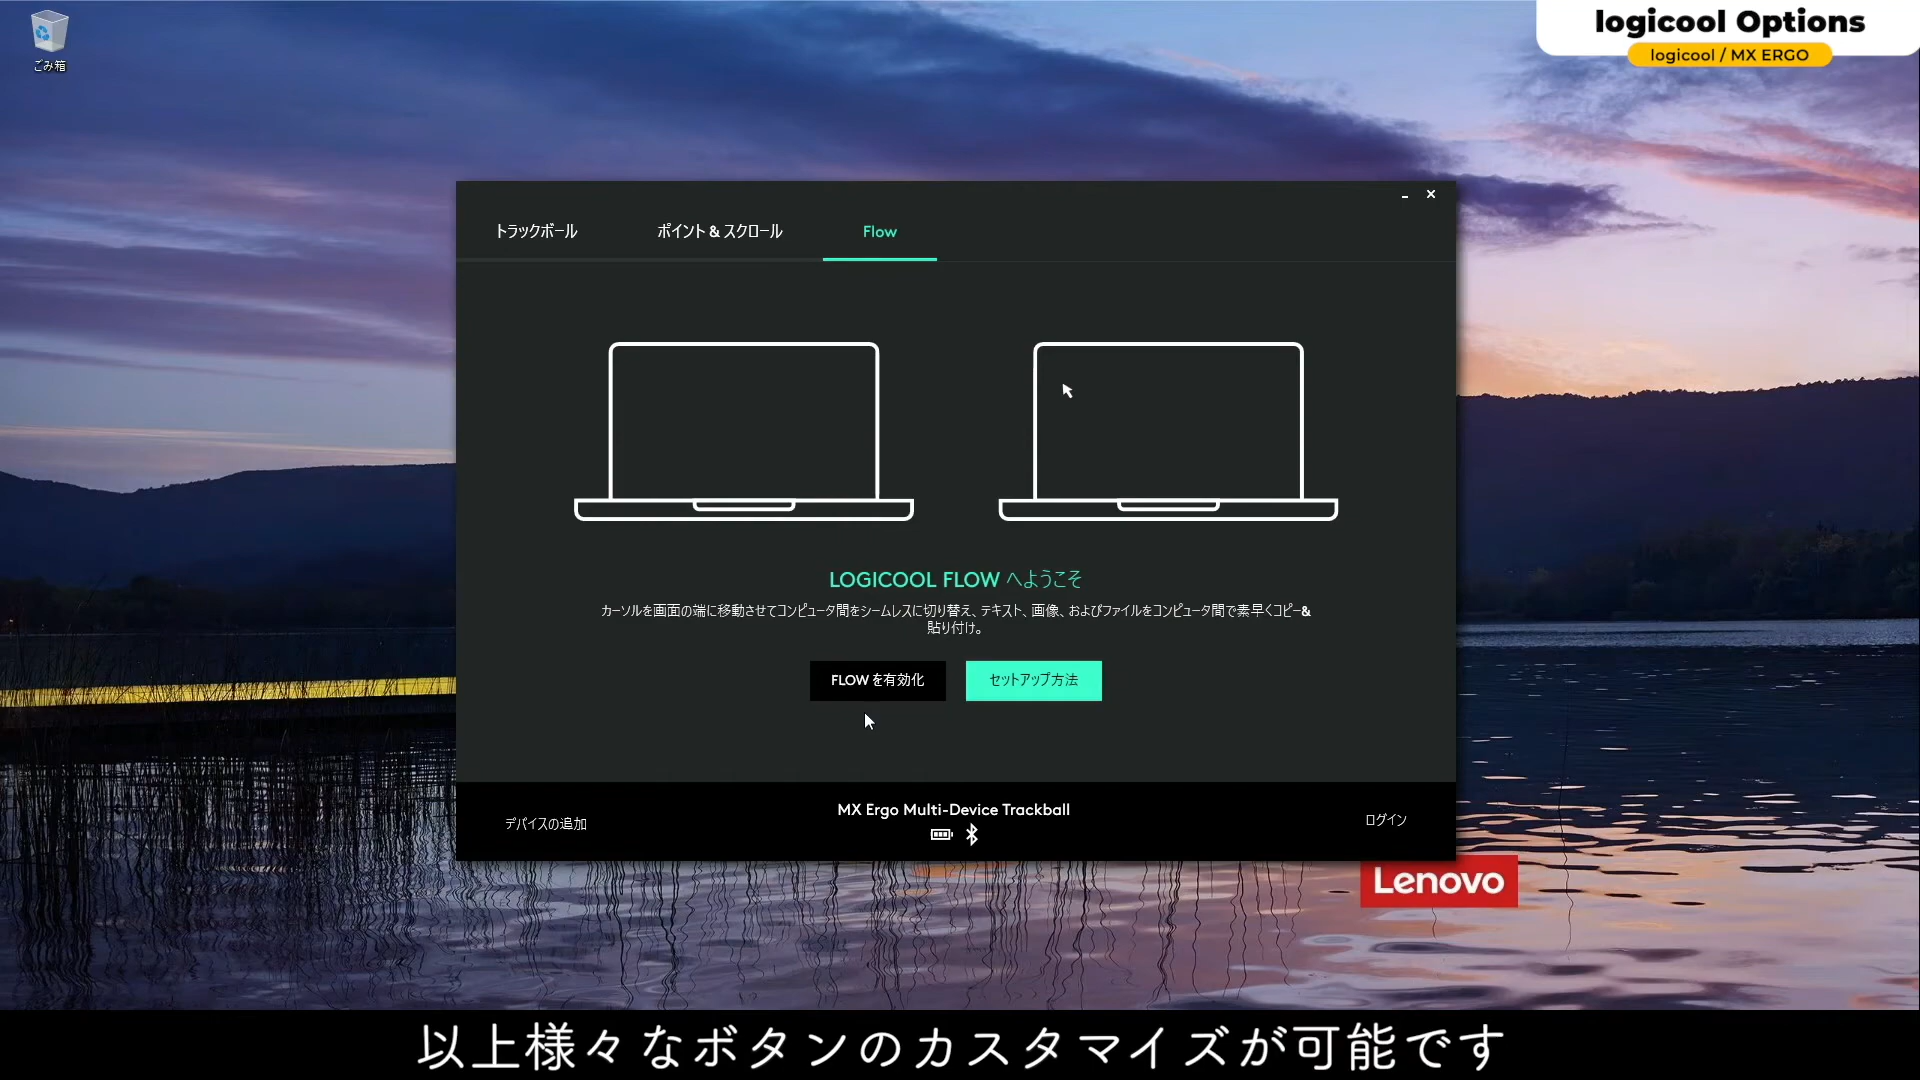 ごみ箱
logicool Options
logicool / MX ERGO
トラックボール
ポイント & スクロール
Flow
LOGICOOL FLOW へようこそ
カーソルを画面の端に移動させてコンピュータ間をシームレスに切り替え、テキスト、画像、およびファイルをコンピュータ間で素早くコピー&
貼り付け。
FLOW を有効化
セットアップ方法
デバイスの追加
MX Ergo Multi-Device Trackball
ログイン
Lenovo
以上様々なボタンのカスタマイズが可能です